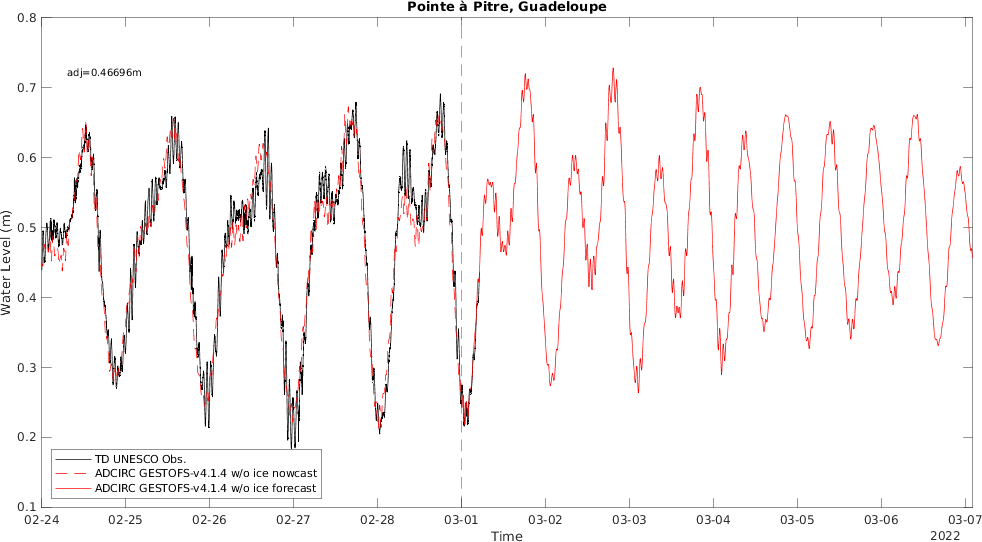 Pointe à Pitre, Guadeloupe
0.8
adj=0.46696m
0.7
0.6
0.5
Water Level (m)
0.4
0.3
0.2
TD UNESCO Obs.
ADCIRC GESTOFS-v4.1.4 w/o ice nowcast
ADCIRC GESTOFS-v4.1.4 w/o ice forecast
0.1
02-24 02-25 02-26 02-27 02-28 03-01 03-02 03-03 03-04 03-05 03-06 03-07
Time 2022